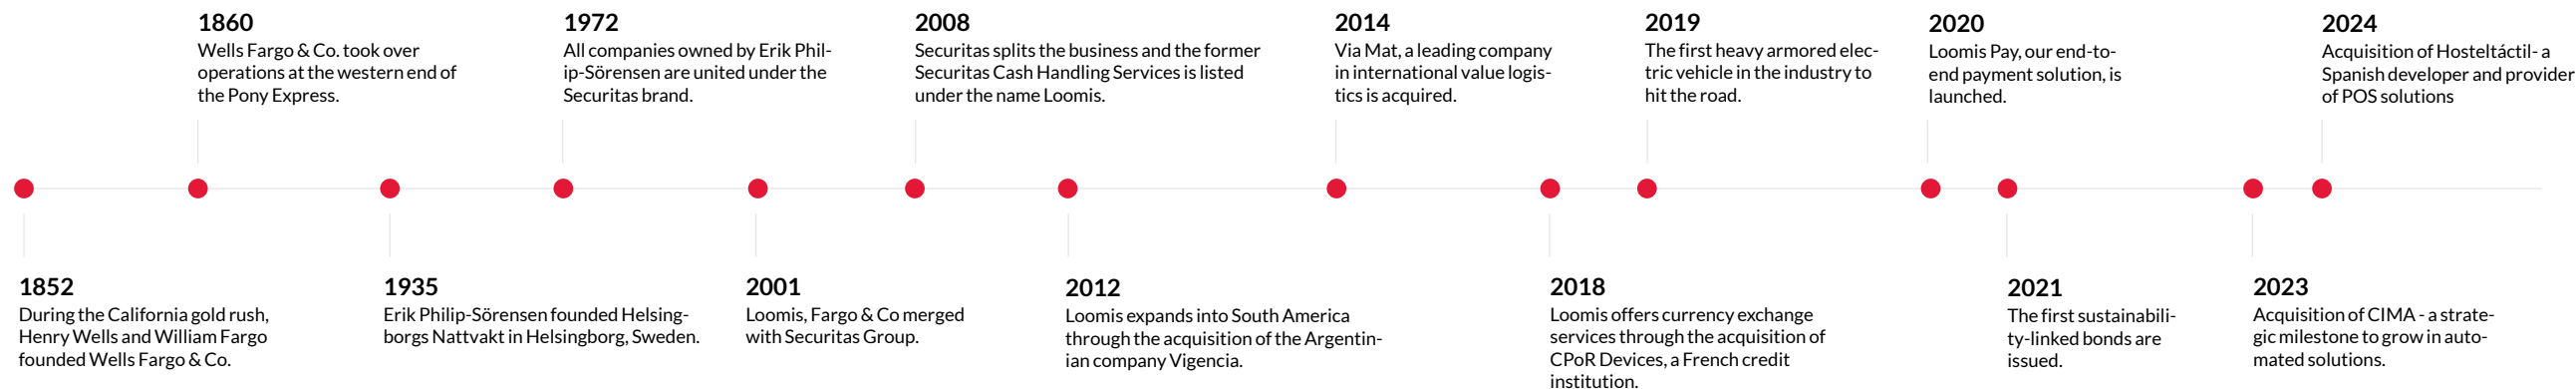 1860
Wells Fargo & Co. took over
operations at the western end of
the Pony Express.
1972
All companies owned by Erik Phil-
ip-Sörensen are united under the
Securitas brand.
2008
Securitas splits the business and the former
Securitas Cash Handling Services is listed
under the name Loomis.
2014
Via Mat, a leading company
in international value logis-
tics is acquired.
2019
The first heavy armored elec-
tric vehicle in the industry to
hit the road.
2020
Loomis Pay, our end-to-
end payment solution, is
launched.
2024
Acquisition of Hosteltáctil- a
Spanish developer and provider
of POS solutions
1852
During the California gold rush,
Henry Wells and William Fargo
founded Wells Fargo & Co.
1935
Erik Philip-Sörensen founded Helsing-
borgs Nattvakt in Helsingborg, Sweden.
2001
Loomis, Fargo & Co merged
with Securitas Group.
2012
Loomis expands into South America
through the acquisition of the Argentin-
ian company Vigencia.
2018
Loomis offers currency exchange
services through the acquisition of
CPoR Devices, a French credit
institution.
2021
The first sustainabili-
ty-linked bonds are
issued.
2023
Acquisition of CIMA - a strate-
gic milestone to grow in auto-
mated solutions.